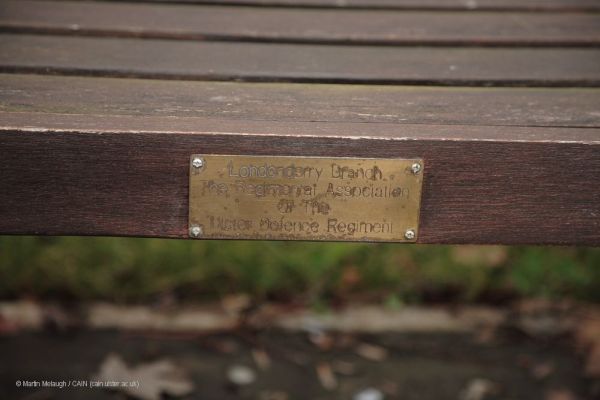 Londonderry Branch
The Regimental Association
Of The
Ulster Defence Regiment
© Martin Melaugh / CAIN (cain.ulster.ac.uk)